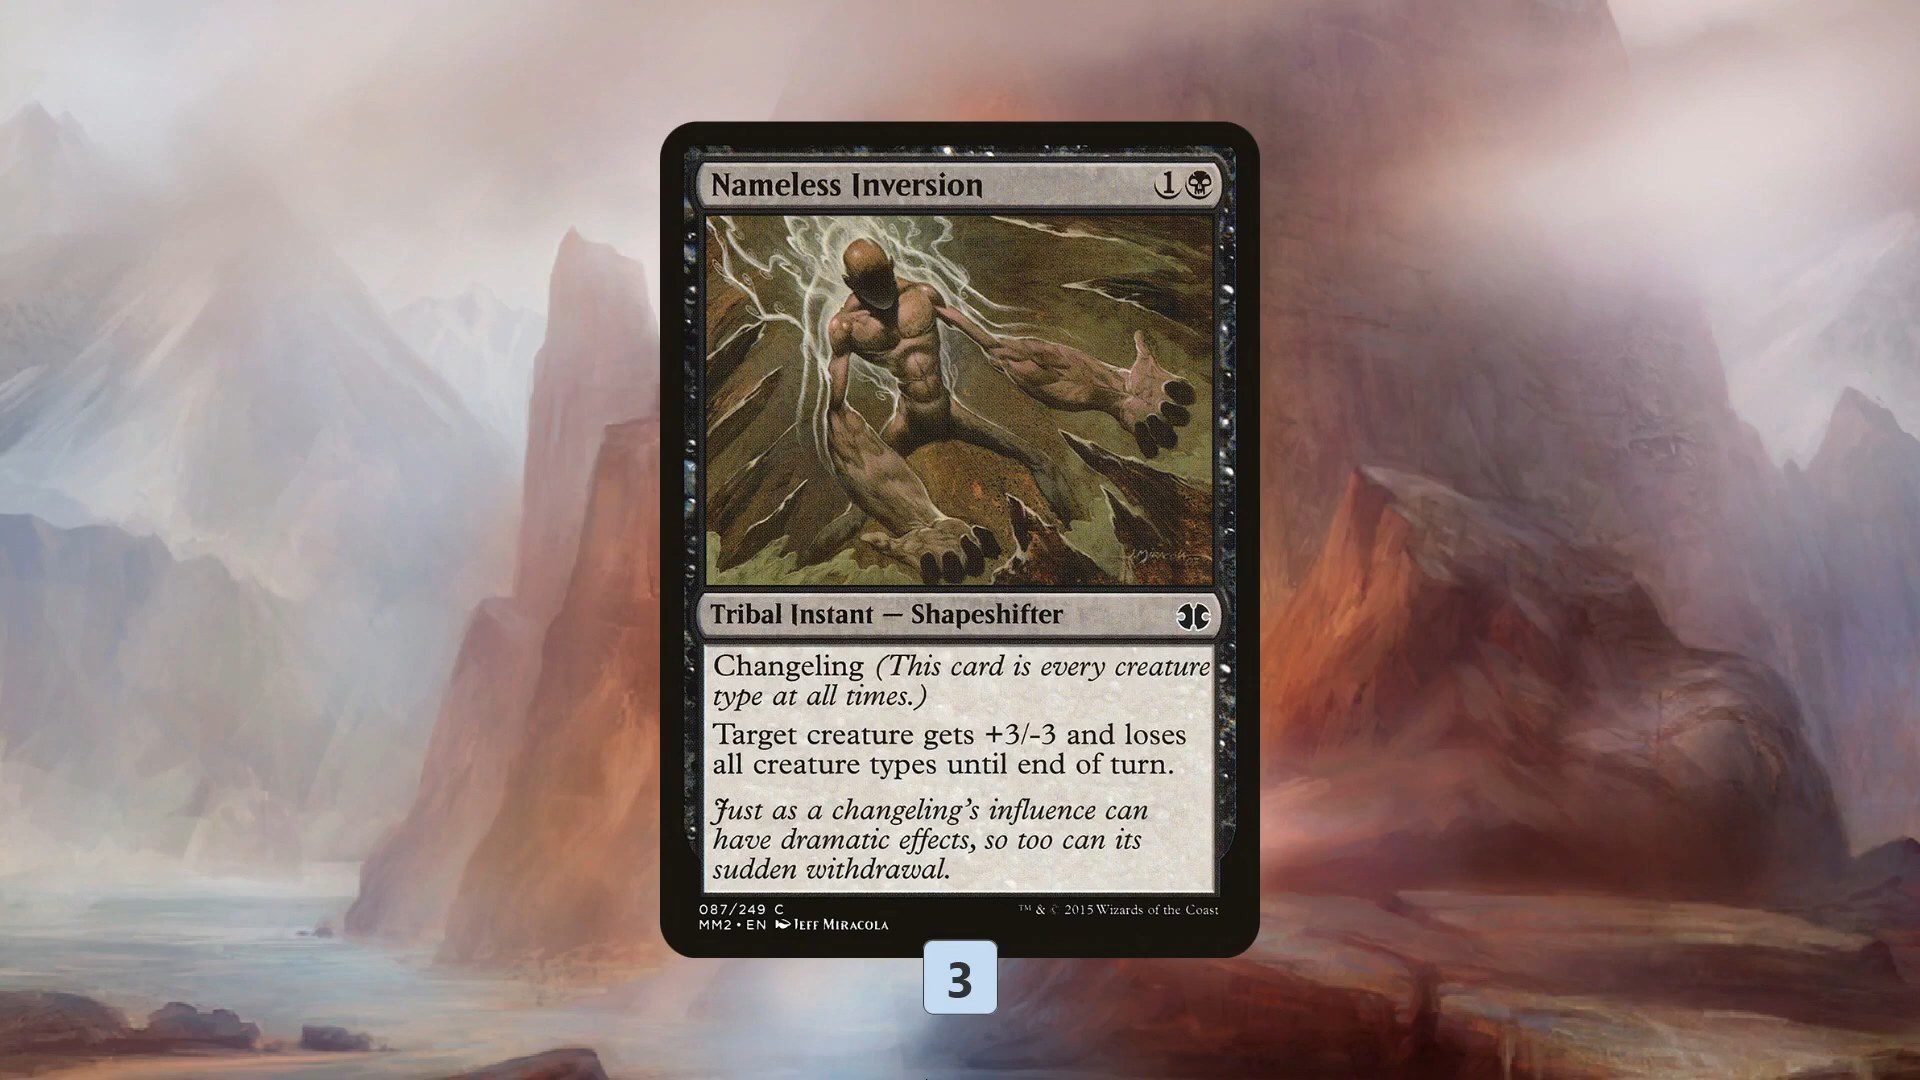 Nameless Inversion
1
J. Miracola
Tribal Instant — Shapeshifter
Changeling (This card is every creature
type at all times.)
Target creature gets +3/-3 and loses
all creature types until end of turn.
Just as a changeling's influence can
have dramatic effects, so too can its
sudden withdrawal.
087/249 C
MM2 • EN Jeff Miracola
™ & © 2015 Wizards of the Coast
3